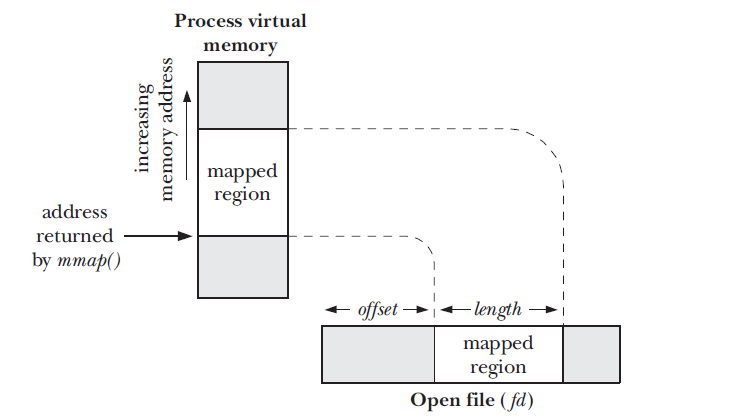 Process virtual
memory
increasing
memory address
mapped
region
address
returned
by mmap()
offset
length
mapped
region
Open file (fd)